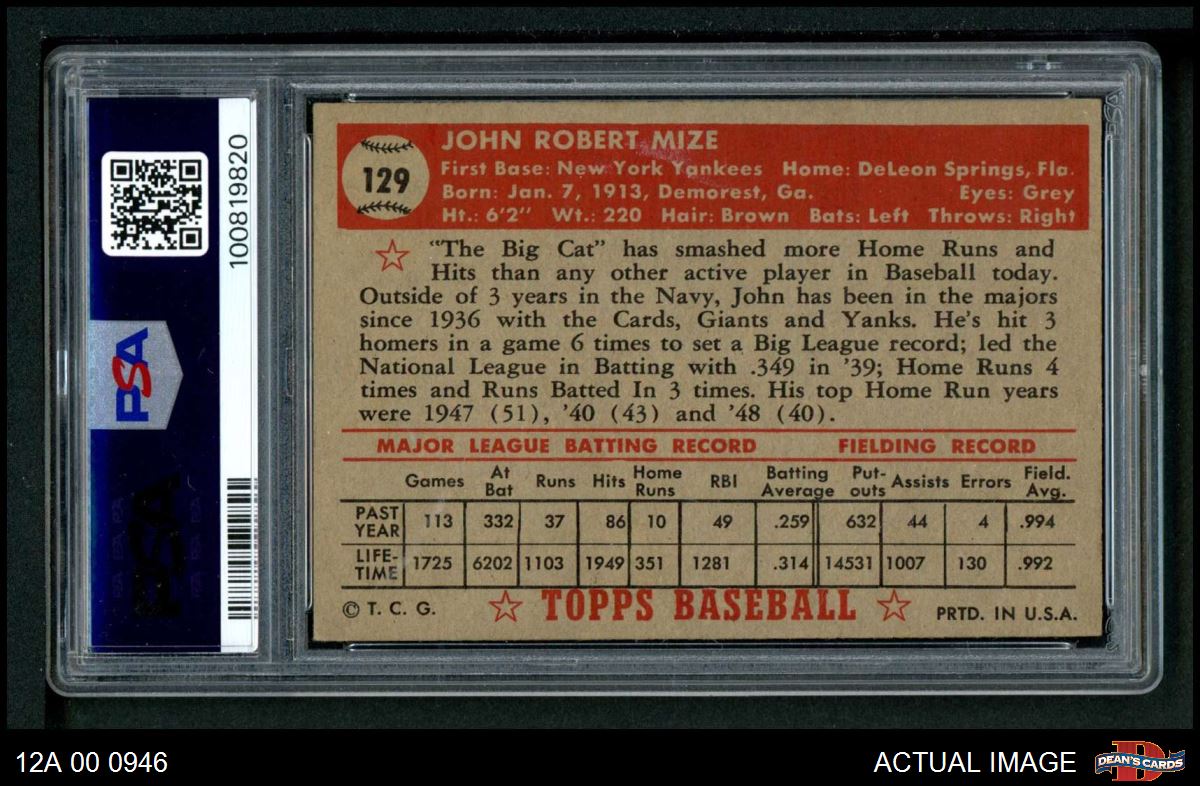 JOHN ROBERT MIZE
129
First Base: New York Yankees Home: DeLeon Springs, Fla.
Born: Jan. 7, 1913, Demorest, Ga. Eyes: Grey
Ht.: 6'2" Wt.: 220 Hair: Brown Bats: Left Throws: Right
"The Big Cat" has smashed more Home Runs and
Hits than any other active player in Baseball today.
Outside of 3 years in the Navy, John has been in the majors
since 1936 with the Cards, Giants and Yanks. He's hit 3
homers in a game 6 times to set a Big League record; led the
National League in Batting with .349 in '39; Home Runs 4
times and Runs Batted In 3 times. His top Home Run years
were 1947 (51), '40 (43) and '48 (40).
MAJOR LEAGUE BATTING RECORD FIELDING RECORD
Games At Bat Runs Hits Home Runs RBI Batting Average Put-outs Assists Errors Field. Avg.
PAST YEAR 113 332 37 86 10 49 .259 632 44 4 .994
LIFE-TIME 1725 6202 1103 1949 351 1281 .314 14531 1007 130 .992
© T. C. G. TOPPS BASEBALL PRTD. IN U.S.A.
100819820
PSA
PSA
12A 00 0946
ACTUAL IMAGE
DEAN'S CARDS